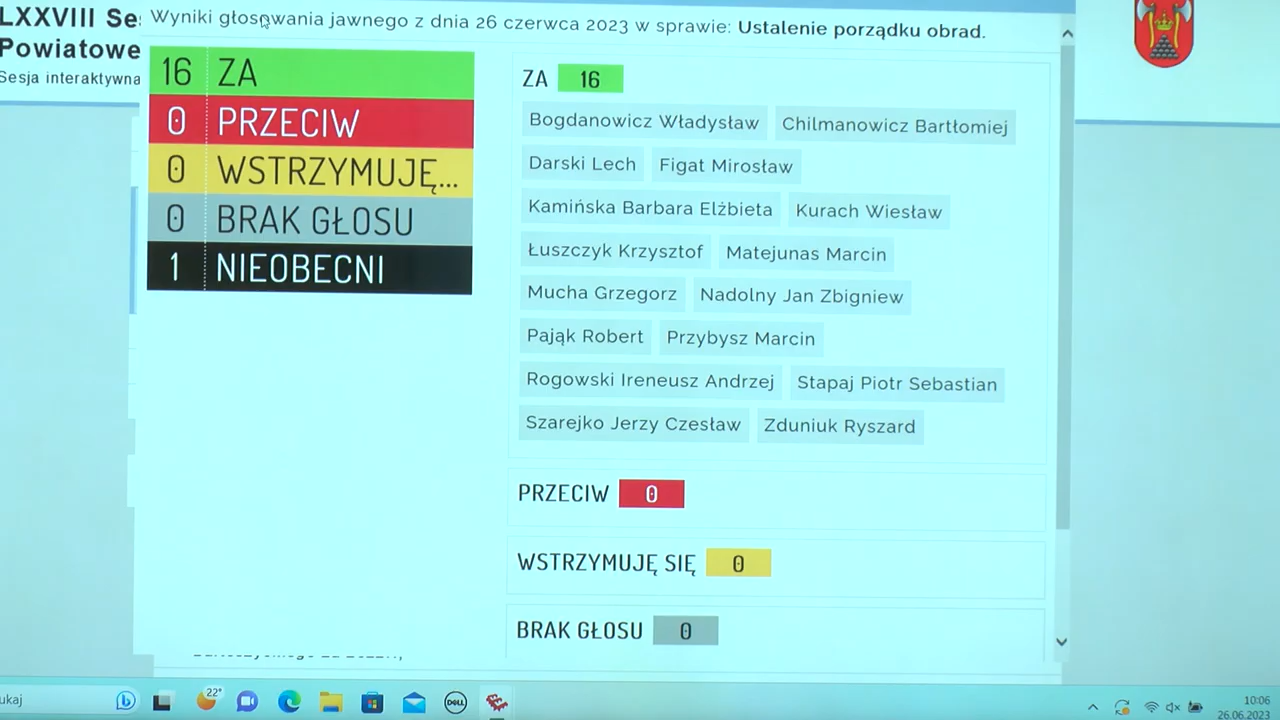 LXXVIII Se
Powiatowe
Sesja interaktywna
Wyniki głosowania jawnego z dnia 26 czerwca 2023 w sprawie: Ustalenie porządku obrad.
16 ZA
0 PRZECIW
0 WSTRZYMUJĘ...
0 BRAK GŁOSU
1 NIEOBECNI
ZA 16
Bogdanowicz Władysław Chilmanowicz Bartłomiej
Darski Lech Figat Mirosław
Kamińska Barbara Elżbieta Kurach Wiesław
Łuszczyk Krzysztof Matejunas Marcin
Mucha Grzegorz Nadolny Jan Zbigniew
Pająk Robert Przybysz Marcin
Rogowski Ireneusz Andrzej Stapaj Piotr Sebastian
Szarejko Jerzy Czesław Zduniuk Ryszard
PRZECIW 0
WSTRZYMUJĘ SIĘ 0
BRAK GŁOSU 0
ukaj
22°
DELL
10:06
26.06.2023